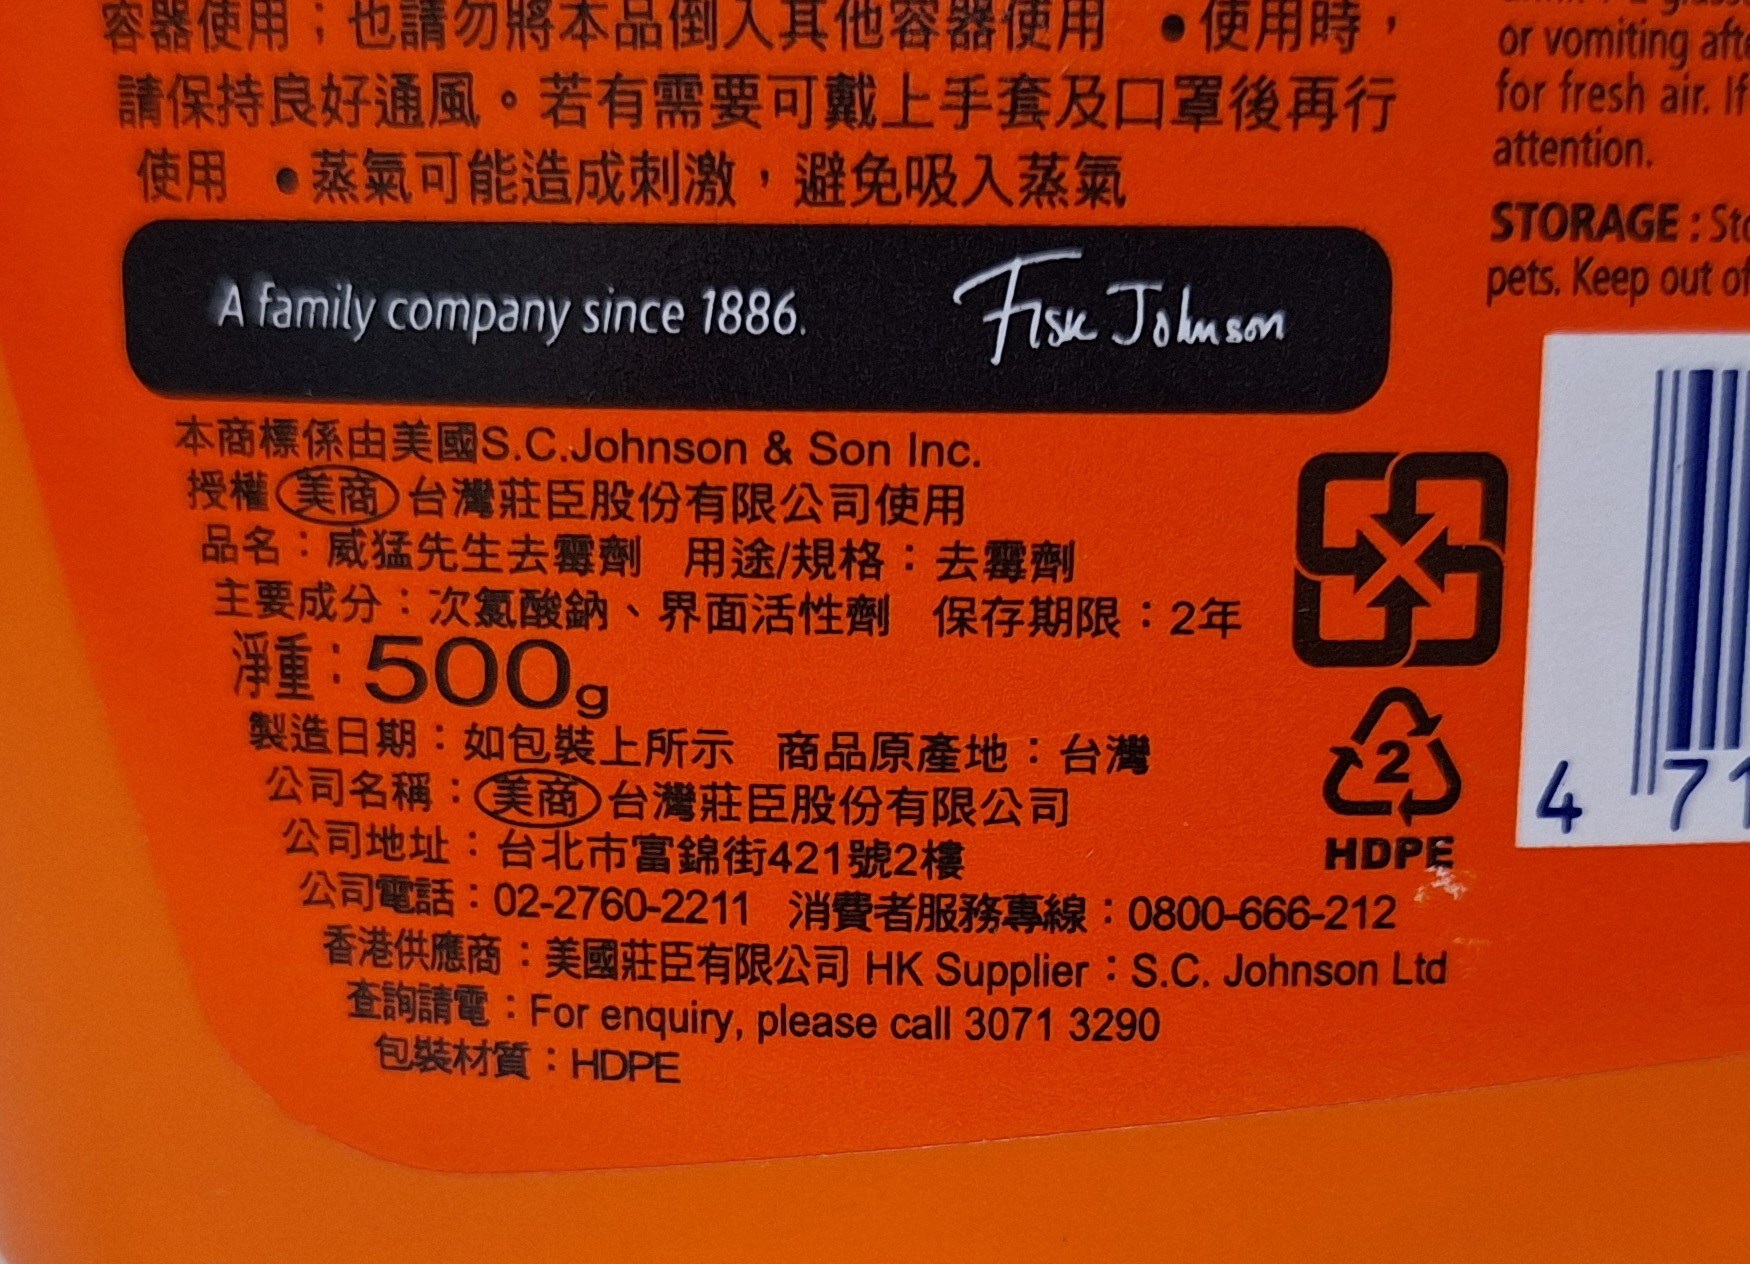 容器使用；也請勿將本品倒入其他容器使用 •使用時，
請保持良好通風。若有需要可戴上手套及口罩後再行
使用 •蒸氣可能造成刺激，避免吸入蒸氣
A family company since 1886. Fisk Johnson
本商標係由美國S.C.Johnson & Son Inc.
授權美商台灣莊臣股份有限公司使用
品名：威猛先生去霉劑 用途/規格：去霉劑
主要成分：次氯酸鈉、界面活性劑 保存期限：2年
淨重：500g
製造日期：如包裝上所示 商品原產地：台灣
公司名稱：美商台灣莊臣股份有限公司
公司地址：台北市富錦街421號2樓
公司電話：02-2760-2211 消費者服務專線：0800-666-212
香港供應商：美國莊臣有限公司 HK Supplier：S.C. Johnson Ltd
查詢請電：For enquiry, please call 3071 3290
包裝材質：HDPE
2
HDPE
or vomiting
for fresh air. If
attention.
STORAGE :
pets. Keep out of
4 71